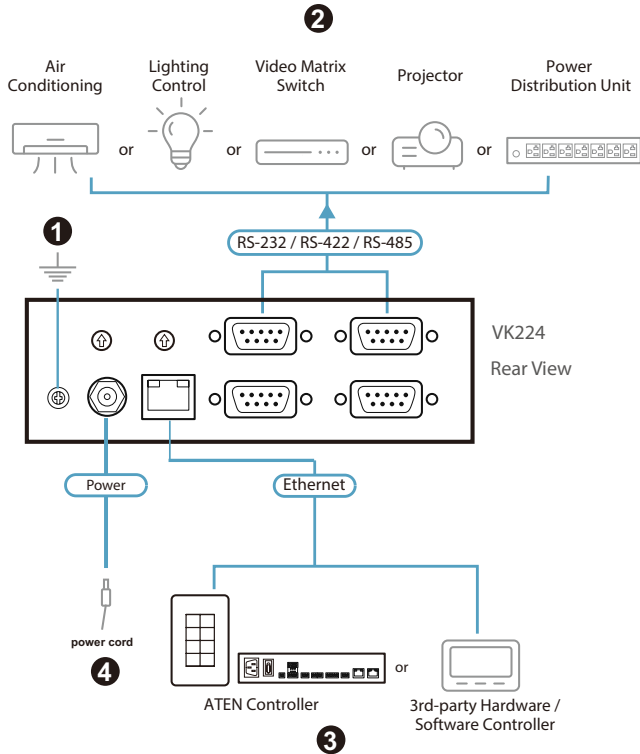 2
Air
Conditioning
Lighting
Control
Video Matrix
Switch
Projector
Power
Distribution Unit
or
or
or
or
1
RS-232 / RS-422 / RS-485
VK224
Rear View
Power
Ethernet
power cord
4
or
ATEN Controller
3rd-party Hardware /
Software Controller
3